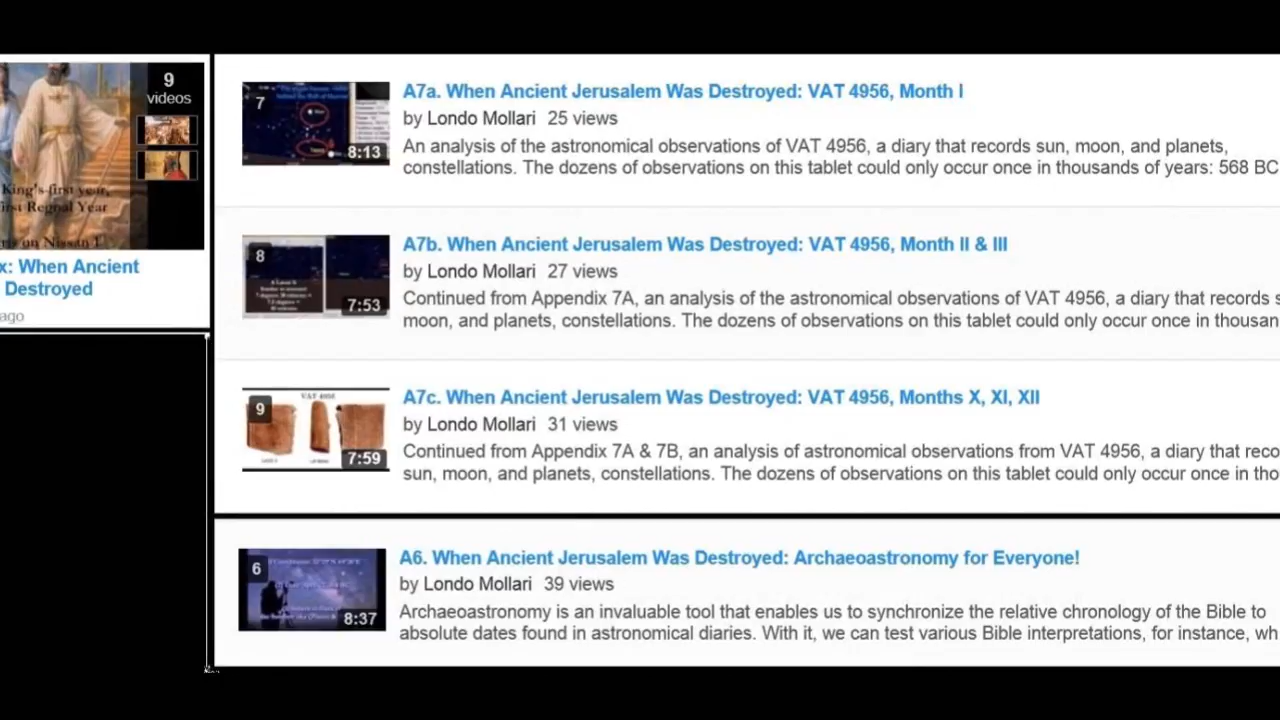 9
videos
King's first year,
first Regnal Year
on Nissan 1
x: When Ancient
Destroyed
ago
7
8:13
A7a. When Ancient Jerusalem Was Destroyed: VAT 4956, Month I
by Londo Mollari 25 views
An analysis of the astronomical observations of VAT 4956, a diary that records sun, moon, and planets,
constellations. The dozens of observations on this tablet could only occur once in thousands of years: 568 BC
8
7:53
A7b. When Ancient Jerusalem Was Destroyed: VAT 4956, Month II & III
by Londo Mollari 27 views
Continued from Appendix 7A, an analysis of the astronomical observations of VAT 4956, a diary that records s
moon, and planets, constellations. The dozens of observations on this tablet could only occur once in thousan
VAT 4956
9
7:59
A7c. When Ancient Jerusalem Was Destroyed: VAT 4956, Months X, XI, XII
by Londo Mollari 31 views
Continued from Appendix 7A & 7B, an analysis of astronomical observations from VAT 4956, a diary that reco
sun, moon, and planets, constellations. The dozens of observations on this tablet could only occur once in tho
6
8:37
A6. When Ancient Jerusalem Was Destroyed: Archaeoastronomy for Everyone!
by Londo Mollari 39 views
Archaeoastronomy is an invaluable tool that enables us to synchronize the relative chronology of the Bible to
absolute dates found in astronomical diaries. With it, we can test various Bible interpretations, for instance, wh